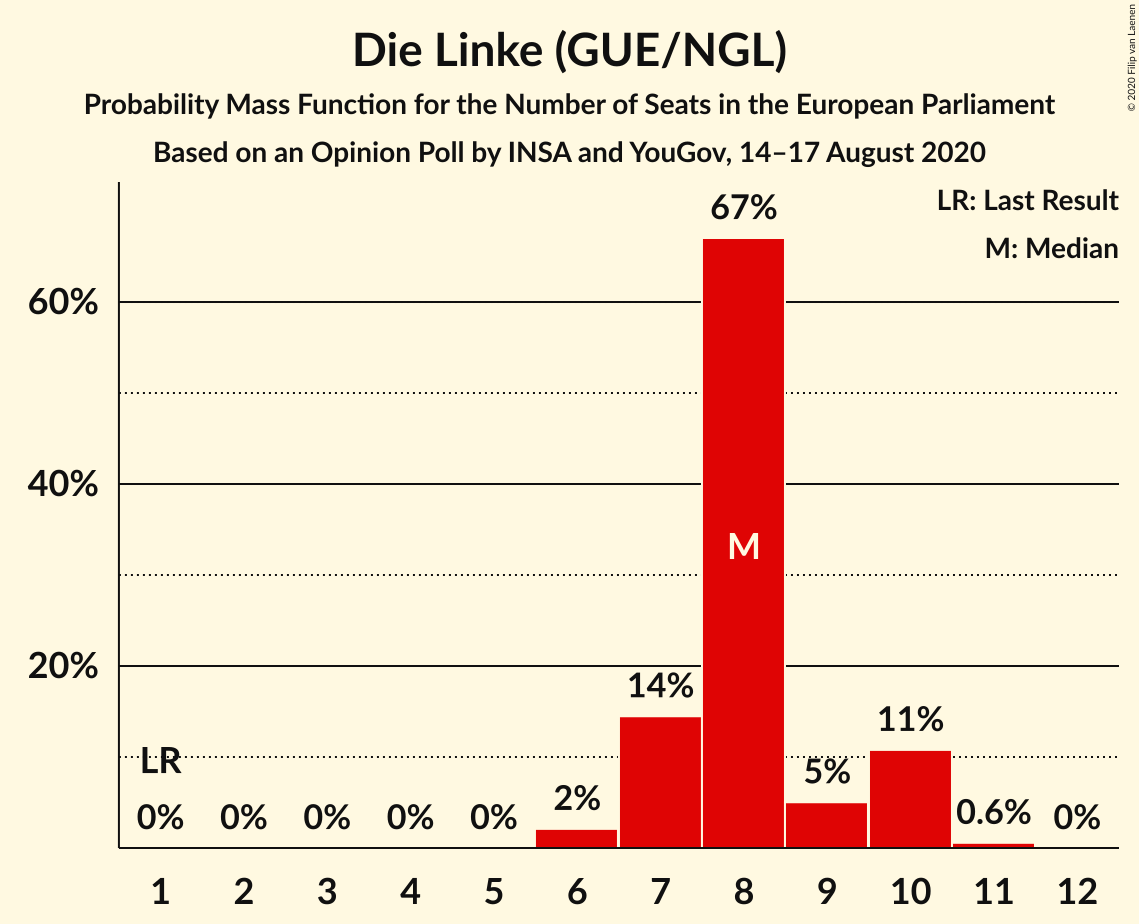 Die Linke (GUE/NGL)
Probability Mass Function for the Number of Seats in the European Parliament
Based on an Opinion Poll by INSA and YouGov, 14–17 August 2020
© 2020 Filip van Laenen
LR: Last Result
M: Median
60%
40%
20%
67%
M
14%
11%
LR
5%
2%
0.6%
0% 0% 0% 0% 0% 0%
1 2 3 4 5 6 7 8 9 10 11 12